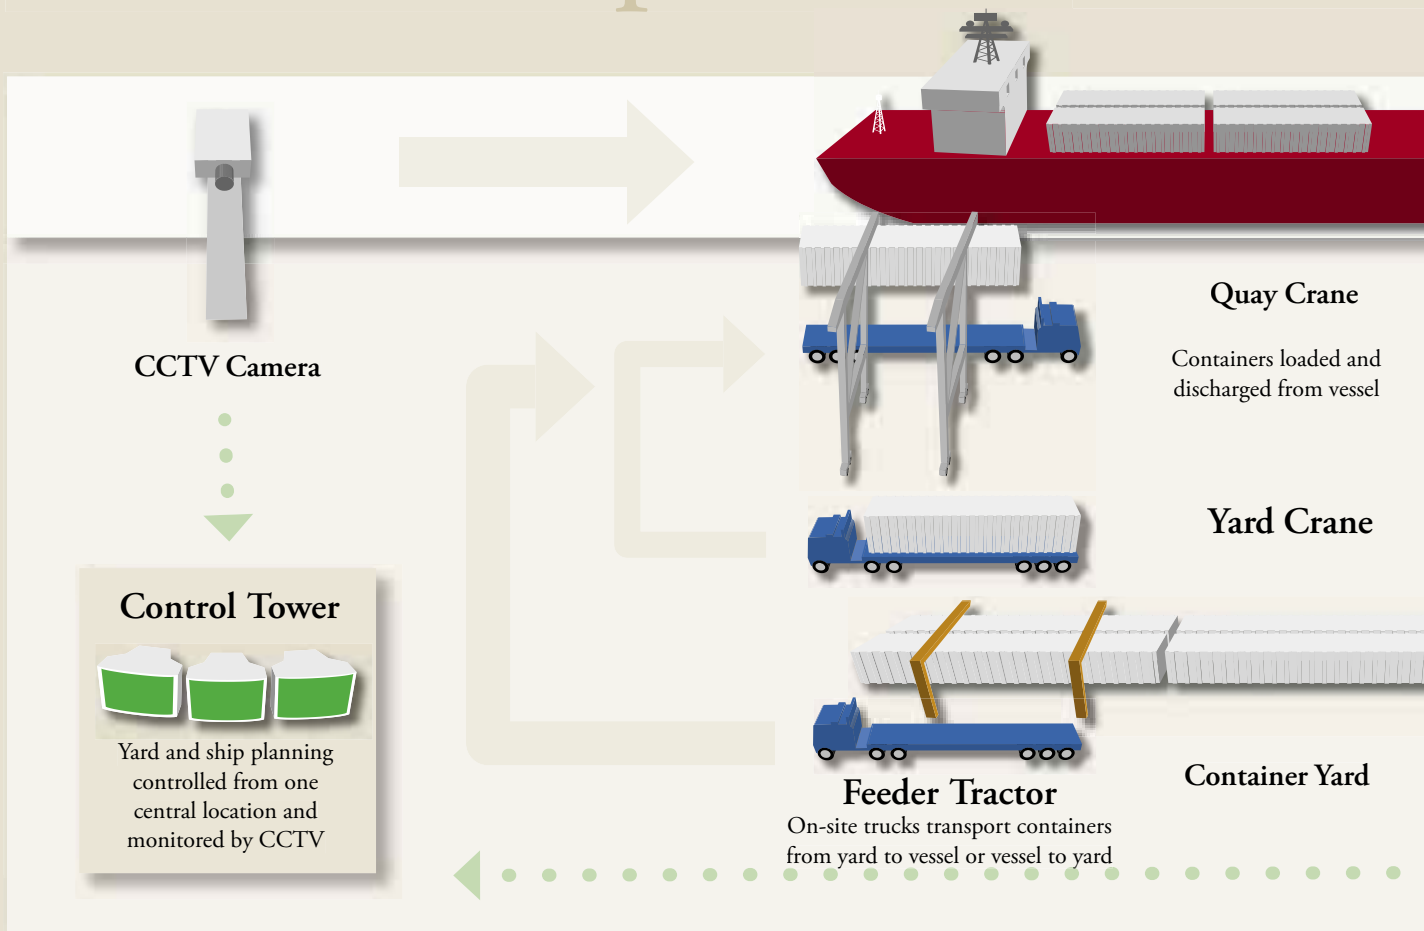 Quay Crane
Containers loaded and
discharged from vessel
CCTV Camera
Yard Crane
Control Tower
Yard and ship planning
controlled from one
central location and
monitored by CCTV
Container Yard
Feeder Tractor
On-site trucks transport containers
from yard to vessel or vessel to yard